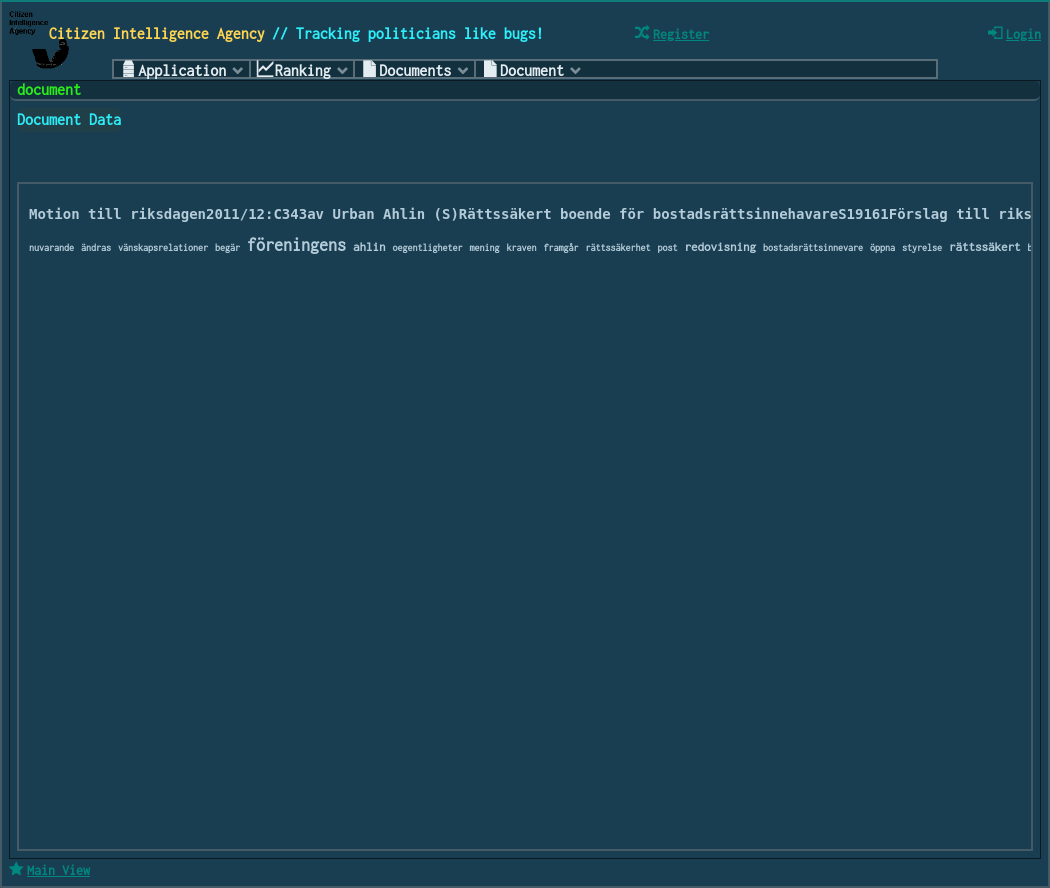 Citizen
Intelligence
Agency
Citizen Intelligence Agency // Tracking politicians like bugs!
Register
Login
Application
Ranking
Documents
Document
document
Document Data
Motion till riksdagen2011/12:C343av Urban Ahlin (S)Rättssäkert boende för bostadsrättsinnehavareS19161Förslag till riks
nuvarande ändras vänskapsrelationer begär föreningens ahlin oegentligheter mening kraven framgår rättssäkerhet post redovisning bostadsrättsinnevare öppna styrelse rättssäkert
Main View